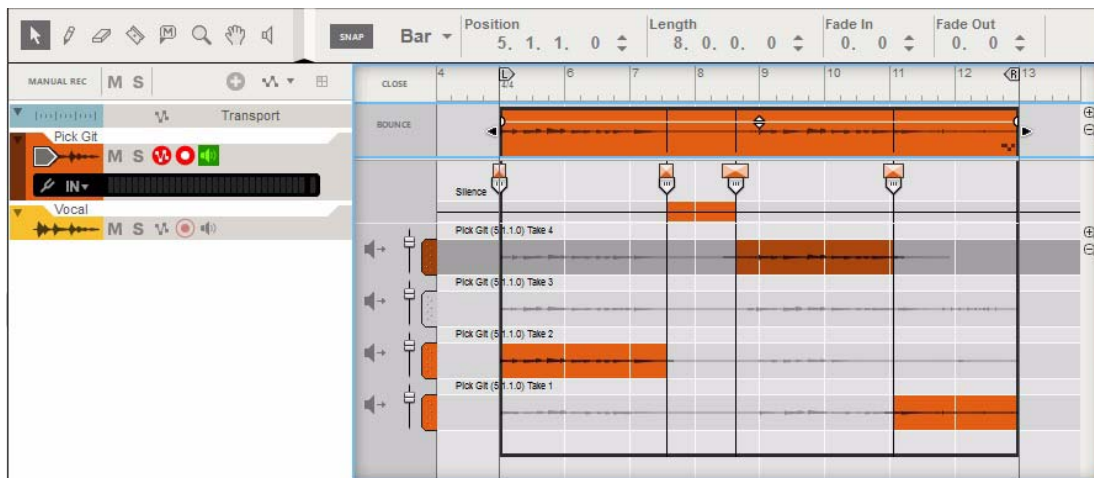 Position Length Fade In Fade Out
SNAP Bar 5. 1. 1. 0 8. 0. 0. 0 0. 0 0. 0
MANUAL REC M S CLOSE 4 L 6 7 8 9 10 11 12 R 13
4/4
Transport BOUNCE
Pick Git
M S
IN
Silence
Vocal
M S
Pick Git (5.1.1.0) Take 4
Pick Git (5.1.1.0) Take 3
Pick Git (5.1.1.0) Take 2
Pick Git (5.1.1.0) Take 1